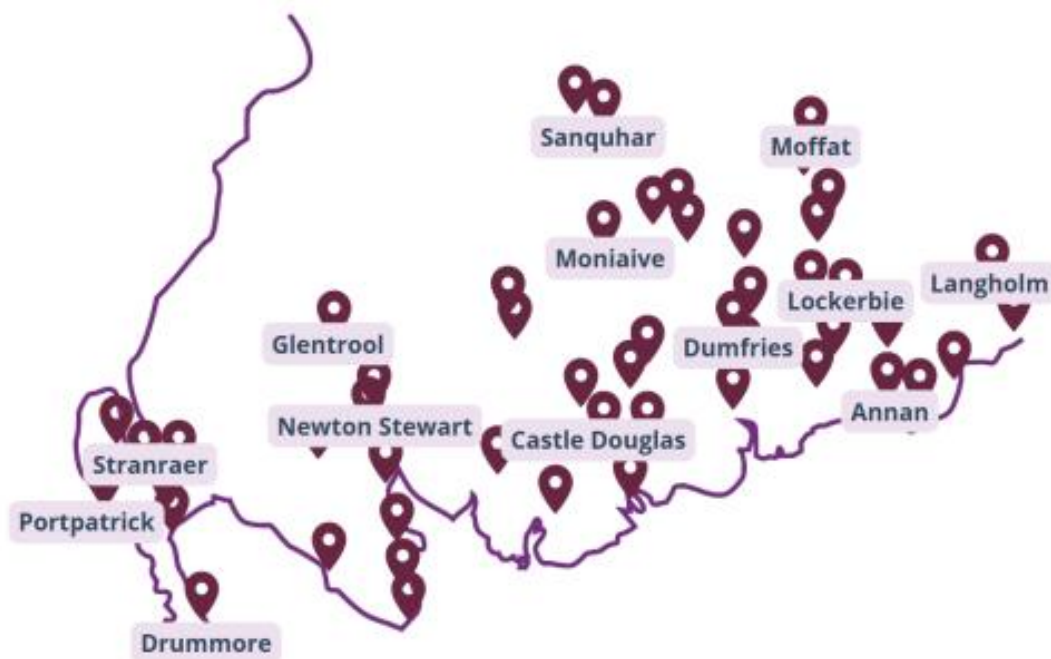 Sanquhar
Moffat
Moniaive
Langholm
Lockerbie
Glentrool
Dumfries
Annan
Newton Stewart
Castle Douglas
Stranraer
Portpatrick
Drummore